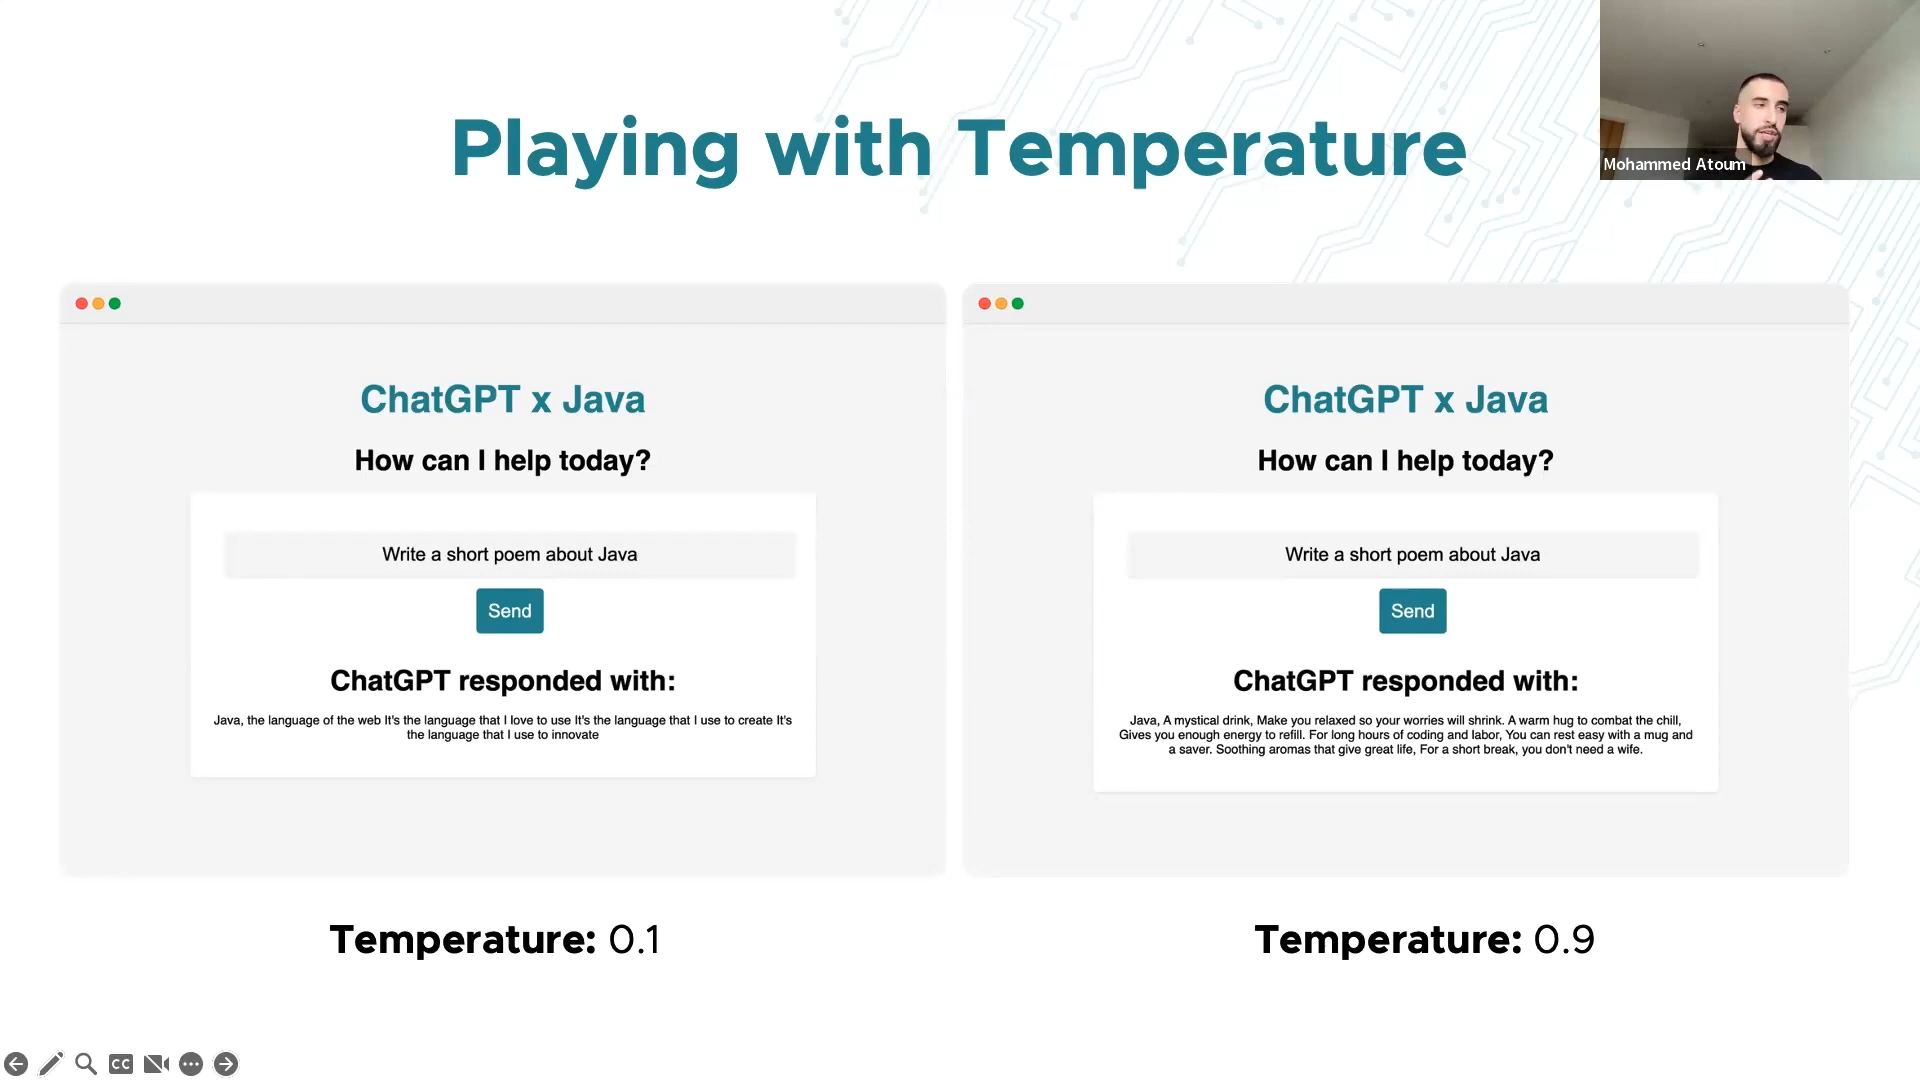 Playing with Temperature
Mohammed Atoum
ChatGPT x Java
How can I help today?
Write a short poem about Java
Send
ChatGPT responded with:
Java, the language of the web It's the language that I love to use It's the language that I use to create It's
the language that I use to innovate
Temperature: 0.1
ChatGPT x Java
How can I help today?
Write a short poem about Java
Send
ChatGPT responded with:
Java, A mystical drink, Make you relaxed so your worries will shrink. A warm hug to combat the chill,
Gives you enough energy to refill. For long hours of coding and labor, You can rest easy with a mug and
a saver. Soothing aromas that give great life, For a short break, you don't need a wife.
Temperature: 0.9
CC